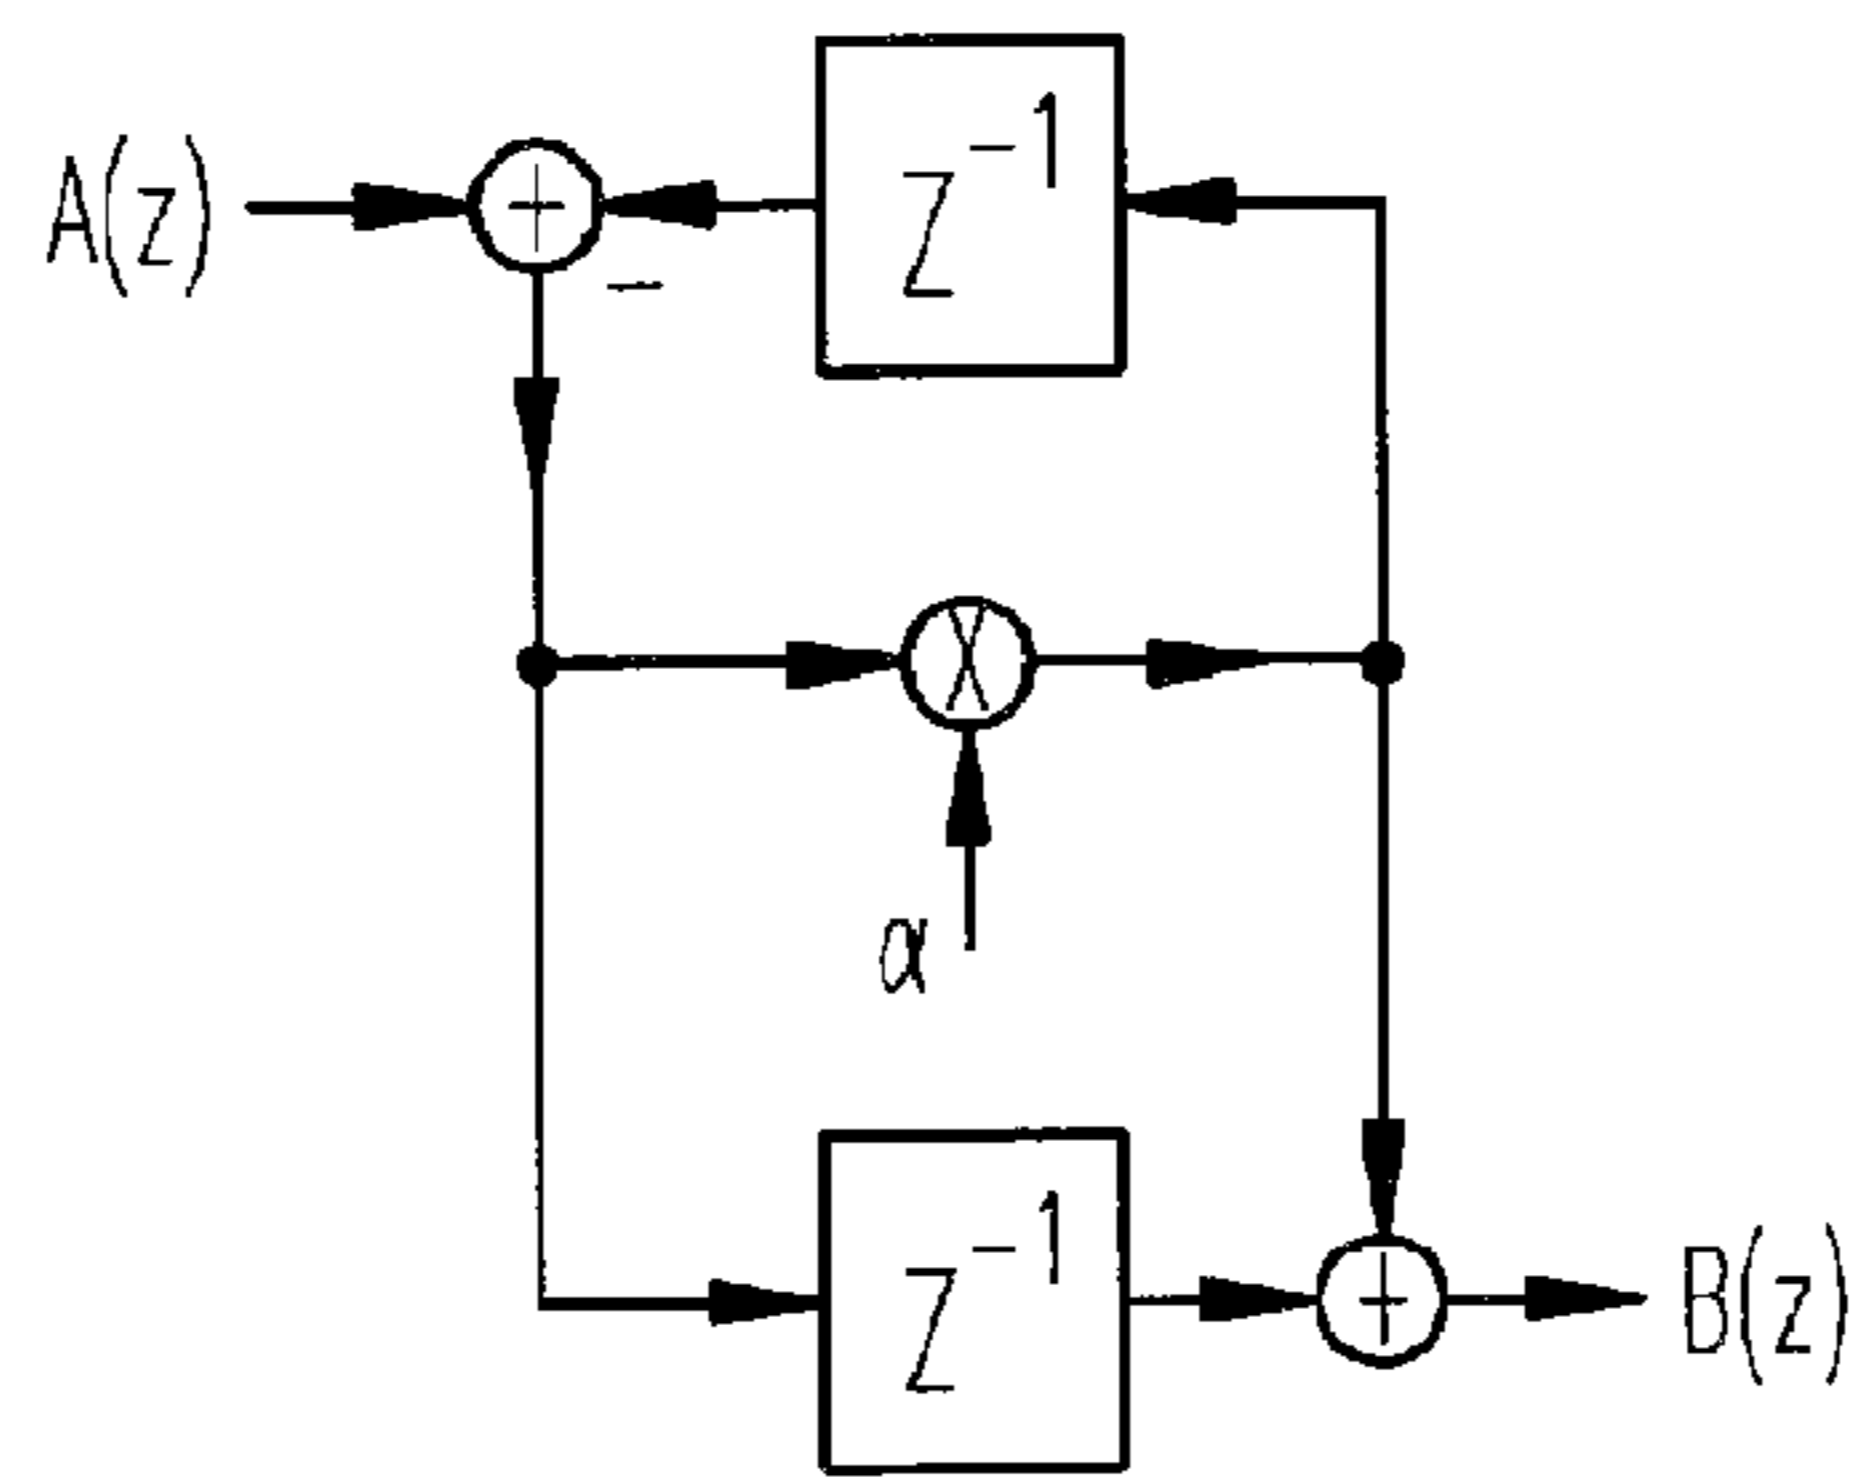 A(z)
+
−
z⁻¹
X
α
z⁻¹
+
B(z)